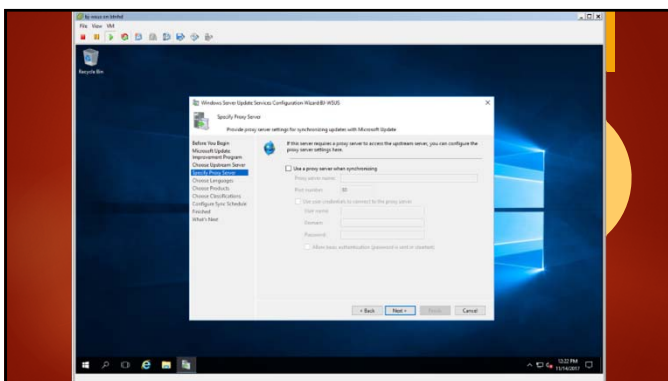 File View VM
Recycle Bin
Windows Server Update Services Configuration Wizard:BJ-WSUS
Specify Proxy Server
Provide proxy server settings for synchronizing updates with Microsoft Update
Before You Begin
Microsoft Update
Improvement Program
Choose Upstream Server
Specify Proxy Server
Choose Languages
Choose Products
Choose Classifications
Configure Sync Schedule
Finished
What's Next
If this server requires a proxy server to access the upstream server, you can configure the
proxy server settings here.
Use a proxy server when synchronizing
Proxy server name:
Port number: 80
Use user credentials to connect to the proxy server
User name:
Domain:
Password:
Allow basic authentication (password is sent in cleartext)
< Back Next > Finish Cancel
12:22 PM
11/14/2017